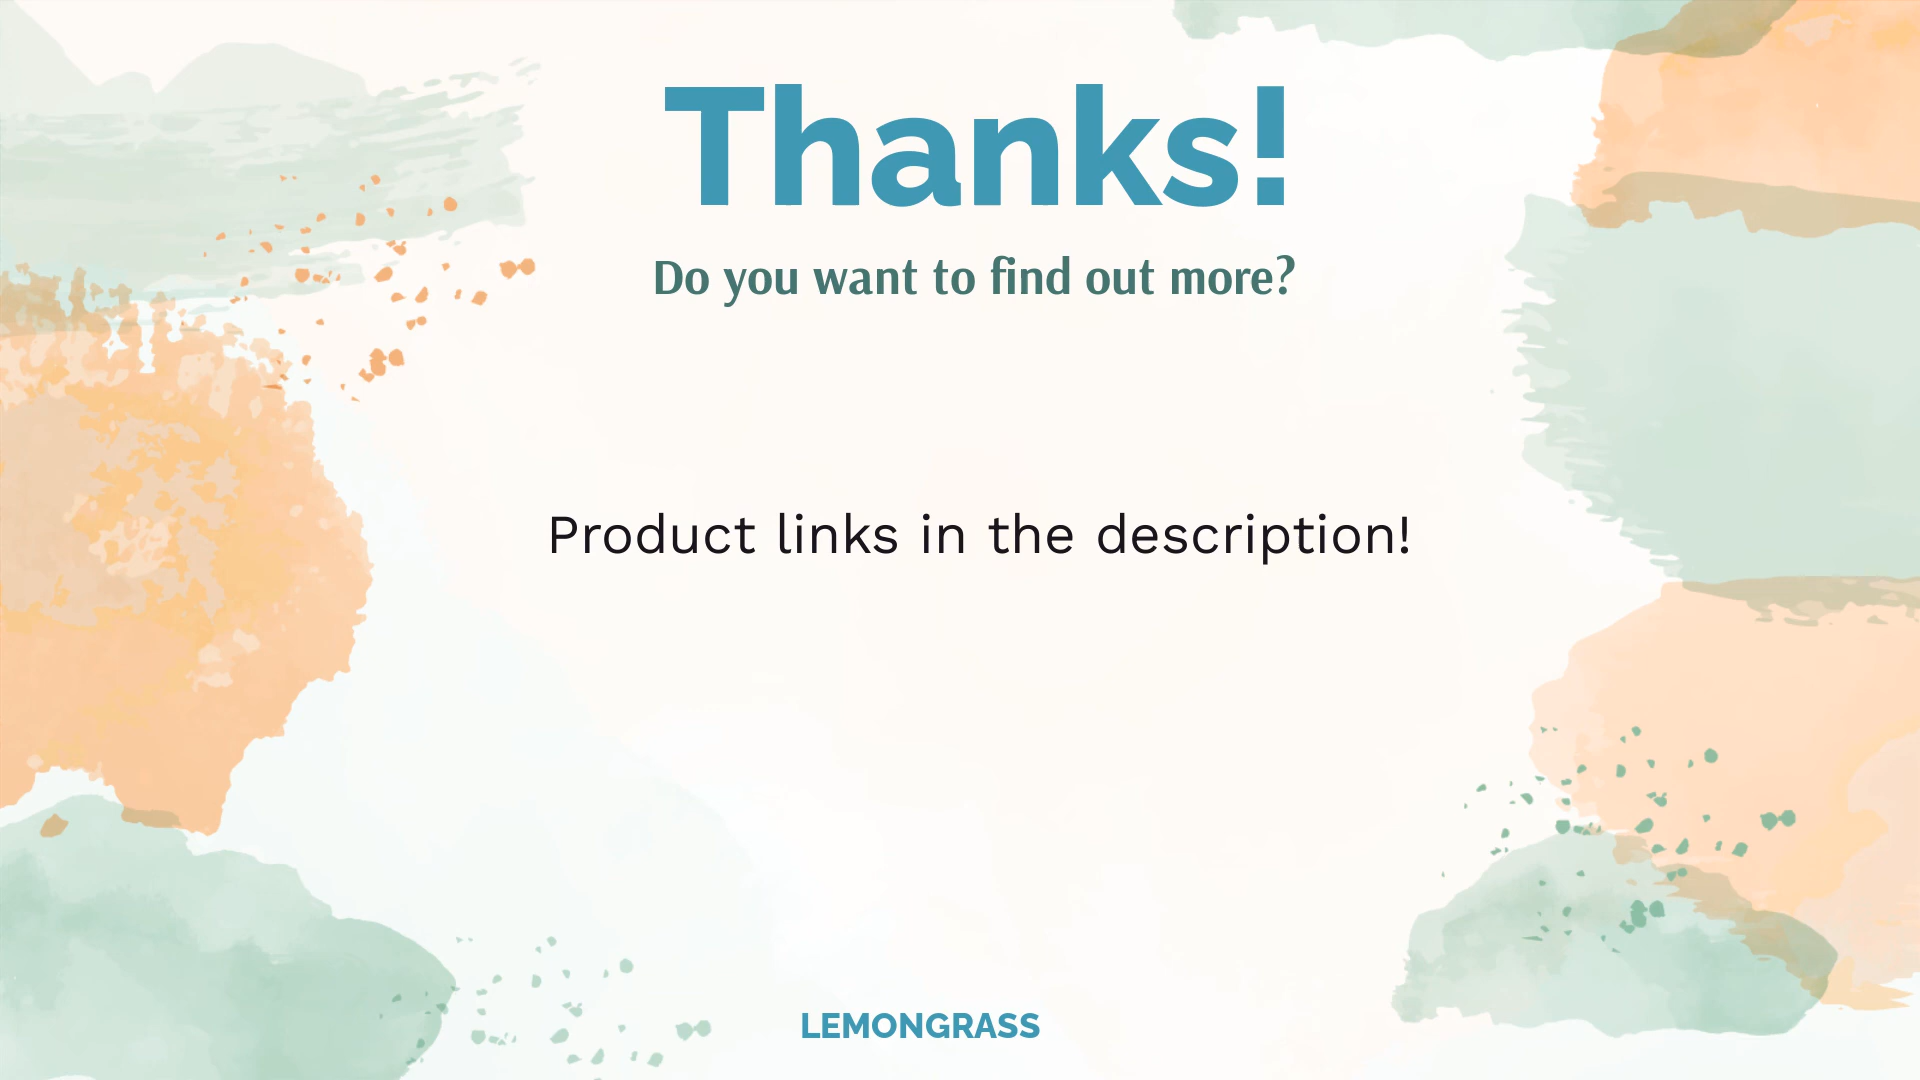 Thanks!
Do you want to find out more?
Product links in the description!
LEMONGRASS